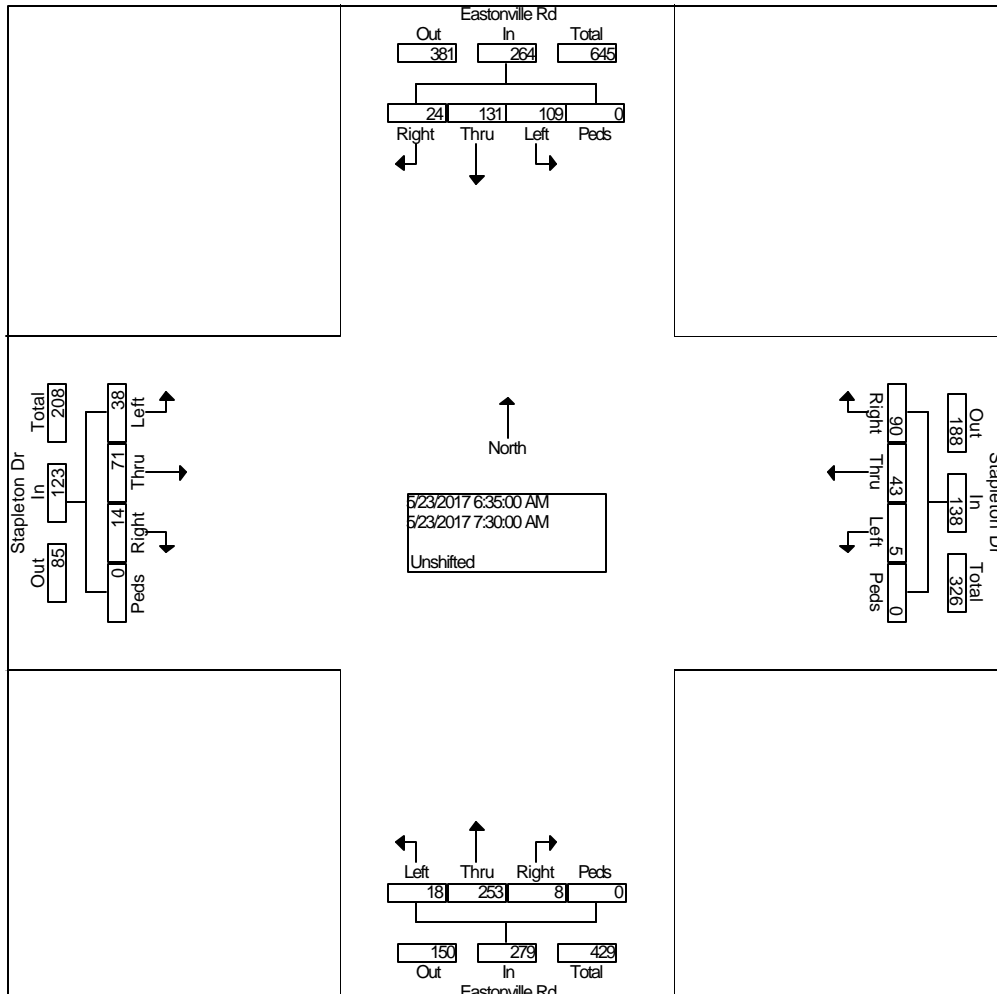 Eastonville Rd
Out In Total
381 264 645
24 131 109 0
Right Thru Left Peds
Stapleton Dr
Total In Out
208 123 85
38 71 14 0
Left Thru Right Peds
North
5/23/2017 6:35:00 AM
5/23/2017 7:30:00 AM
Unshifted
Right Thru Left Peds
90 43 5 0
188 138 326
Out In Total
Stapleton Dr
Left Thru Right Peds
18 253 8 0
150 279 429
Out In Total
Eastonville Rd